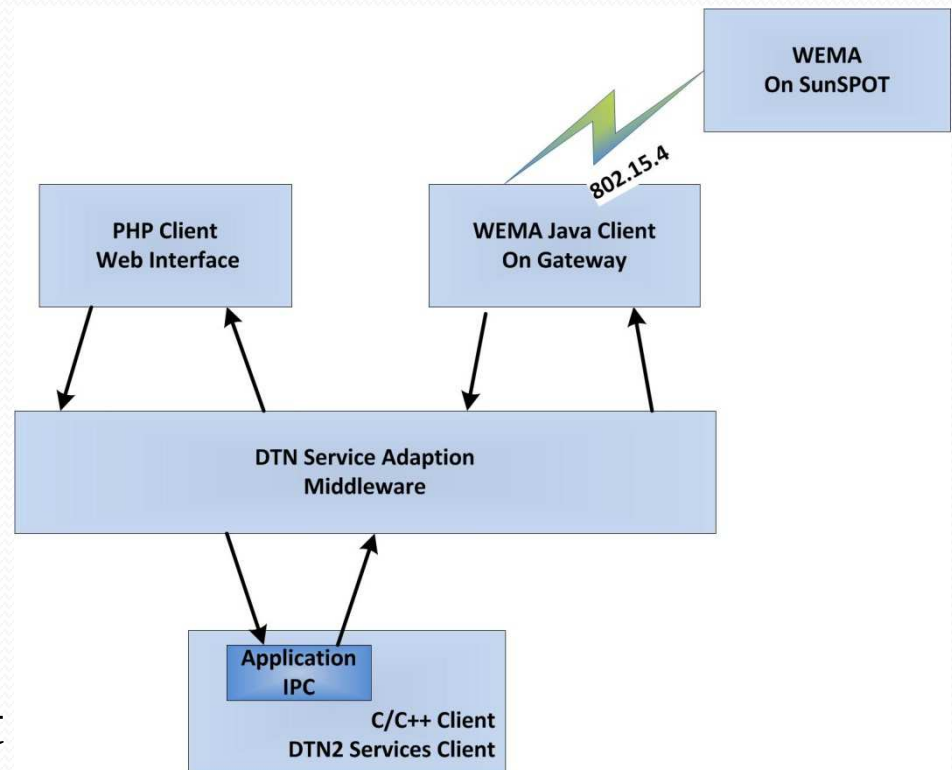 WEMA
On SunSPOT
802.15.4
PHP Client
Web Interface
WEMA Java Client
On Gateway
DTN Service Adaption
Middleware
Application
IPC
C/C++ Client
DTN2 Services Client